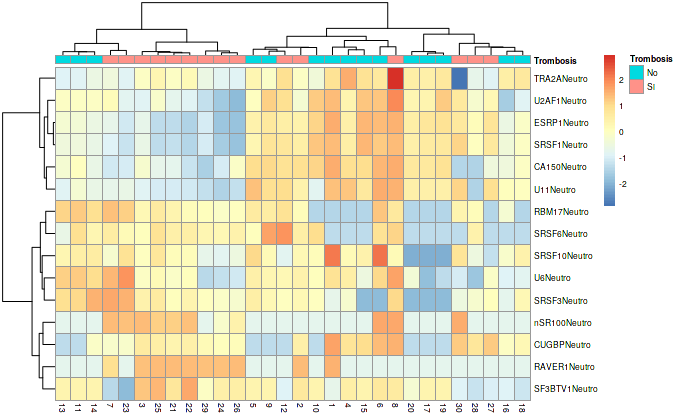 Trombosis
TRA2ANeutro
U2AF1Neutro
ESRP1Neutro
SRSF1Neutro
CA150Neutro
U11Neutro
RBM17Neutro
SRSF6Neutro
SRSF10Neutro
U6Neutro
SRSF3Neutro
nSR100Neutro
CUGBPNeutro
RAVER1Neutro
SF3BTV1Neutro
13 11 14 7 23 3 25 21 22 29 24 26 5 9 12 2 10 1 4 15 6 8 20 17 19 30 28 27 16 18
2
1
0
-1
-2
Trombosis
No
SI